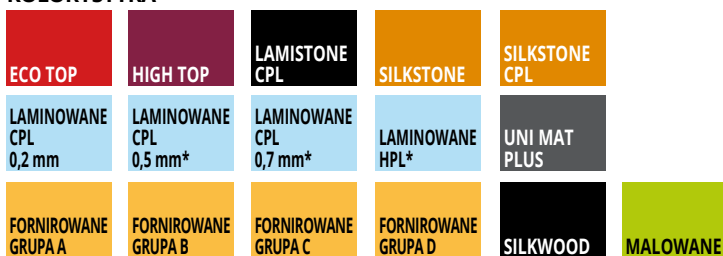 ECO TOP
HIGH TOP
LAMISTONE
CPL
SILKSTONE
SILKSTONE
CPL
LAMINOWANE
CPL
0,2 mm
LAMINOWANE
CPL
0,5 mm*
LAMINOWANE
CPL
0,7 mm*
LAMINOWANE
HPL*
UNI MAT
PLUS
FORNIROWANE
GRUPA A
FORNIROWANE
GRUPA B
FORNIROWANE
GRUPA C
FORNIROWANE
GRUPA D
SILKWOOD
MALOWANE